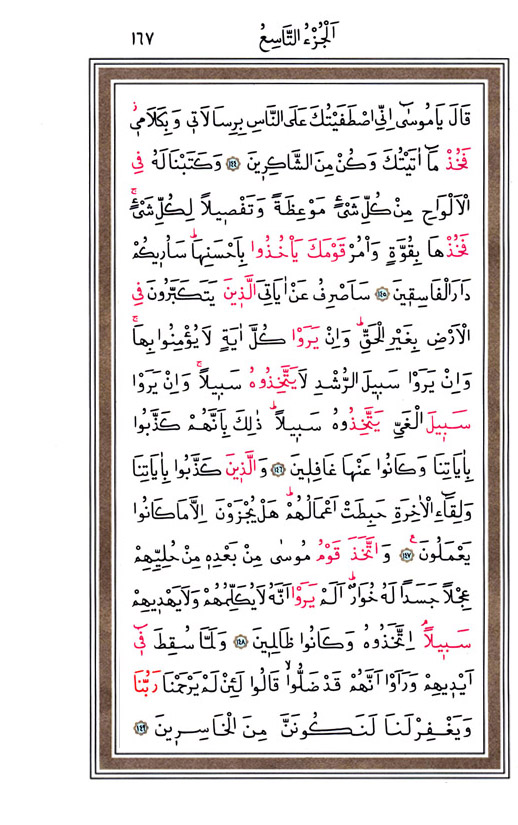 اَلْجُزْءُ التَّاسِعُ ١٦٧
قَالَ يَا مُوسٰٓى اِنِّي اصْطَفَيْتُكَ عَلَى النَّاسِ بِرِسَالَاتٖي وَبِكَلَامٖيۘ
فَخُذْ مَٓا اٰتَيْتُكَ وَكُنْ مِنَ الشَّاكِرٖينَ ﴿١٤٤﴾ وَكَتَبْنَا لَهُ فِي
الْاَلْوَاحِ مِنْ كُلِّ شَيْءٍ مَوْعِظَةً وَتَفْصٖيلاً لِكُلِّ شَيْءٍۚ
فَخُذْهَا بِقُوَّةٍ وَاْمُرْ قَوْمَكَ يَاْخُذُوا بِاَحْسَنِهَاۜ سَاُرٖيكُمْ
دَارَ الْفَاسِقٖينَ ﴿١٤٥﴾ سَاَصْرِفُ عَنْ اٰيَاتِيَ الَّذٖينَ يَتَكَبَّرُونَ فِي
الْاَرْضِ بِغَيْرِ الْحَقِّۜ وَاِنْ يَرَوْا كُلَّ اٰيَةٍ لَا يُؤْمِنُوا بِهَاۚ
وَاِنْ يَرَوْا سَبٖيلَ الرُّشْدِ لَا يَتَّخِذُوهُ سَبٖيلاًۚ وَاِنْ يَرَوْا
سَبٖيلَ الْغَيِّ يَتَّخِذُوهُ سَبٖيلاًۜ ذٰلِكَ بِاَنَّهُمْ كَذَّبُوا
بِاٰيَاتِنَا وَكَانُوا عَنْهَا غَافِلٖينَ ﴿١٤٦﴾ وَالَّذٖينَ كَذَّبُوا بِاٰيَاتِنَا
وَلِقَٓاءِ الْاٰخِرَةِ حَبِطَتْ اَعْمَالُهُمْۜ هَلْ يُجْزَوْنَ اِلَّا مَا كَانُوا
يَعْمَلُونَ۟ ﴿١٤٧﴾ وَاتَّخَذَ قَوْمُ مُوسٰى مِنْ بَعْدِهٖ مِنْ حُلِيِّهِمْ
عِجْلاً جَسَداً لَهُ خُوَارٌۜ اَلَمْ يَرَوْا اَنَّهُ لَا يُكَلِّمُهُمْ وَلَا يَهْدٖيهِمْ
سَبٖيلاًۢ اِتَّخَذُوهُ وَكَانُوا ظَالِمٖينَ ﴿١٤٨﴾ وَلَمَّا سُقِطَ فٖٓي
اَيْدٖيهِمْ وَرَاَوْا اَنَّهُمْ قَدْ ضَلُّواۙ قَالُوا لَئِنْ لَمْ يَرْحَمْنَا رَبُّنَا
وَيَغْفِرْ لَنَا لَنَكُونَنَّ مِنَ الْخَاسِرٖينَ ﴿١٤٩﴾